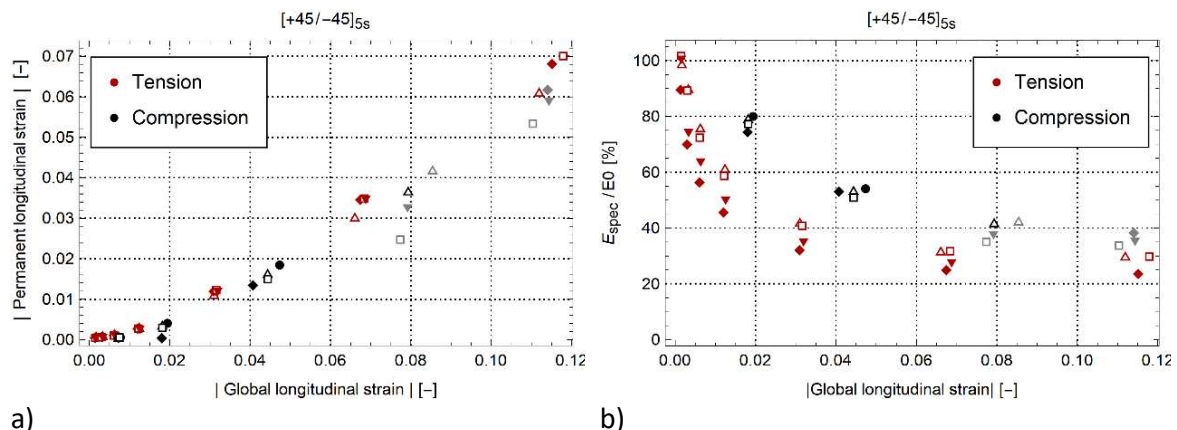 [+45/−45]5s
| Permanent longitudinal strain | [−]
0.07
0.06
0.05
0.04
0.03
0.02
0.01
0.00
Tension
Compression
0.00 0.02 0.04 0.06 0.08 0.10 0.12
| Global longitudinal strain | [−]
a)
[+45/−45]5s
Espec / E0 [%]
100
80
60
40
20
0
Tension
Compression
0.00 0.02 0.04 0.06 0.08 0.10 0.12
|Global longitudinal strain| [−]
b)